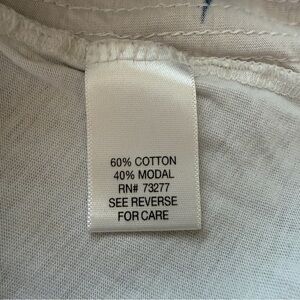 60% COTTON
40% MODAL
RN# 73277
SEE REVERSE
FOR CARE